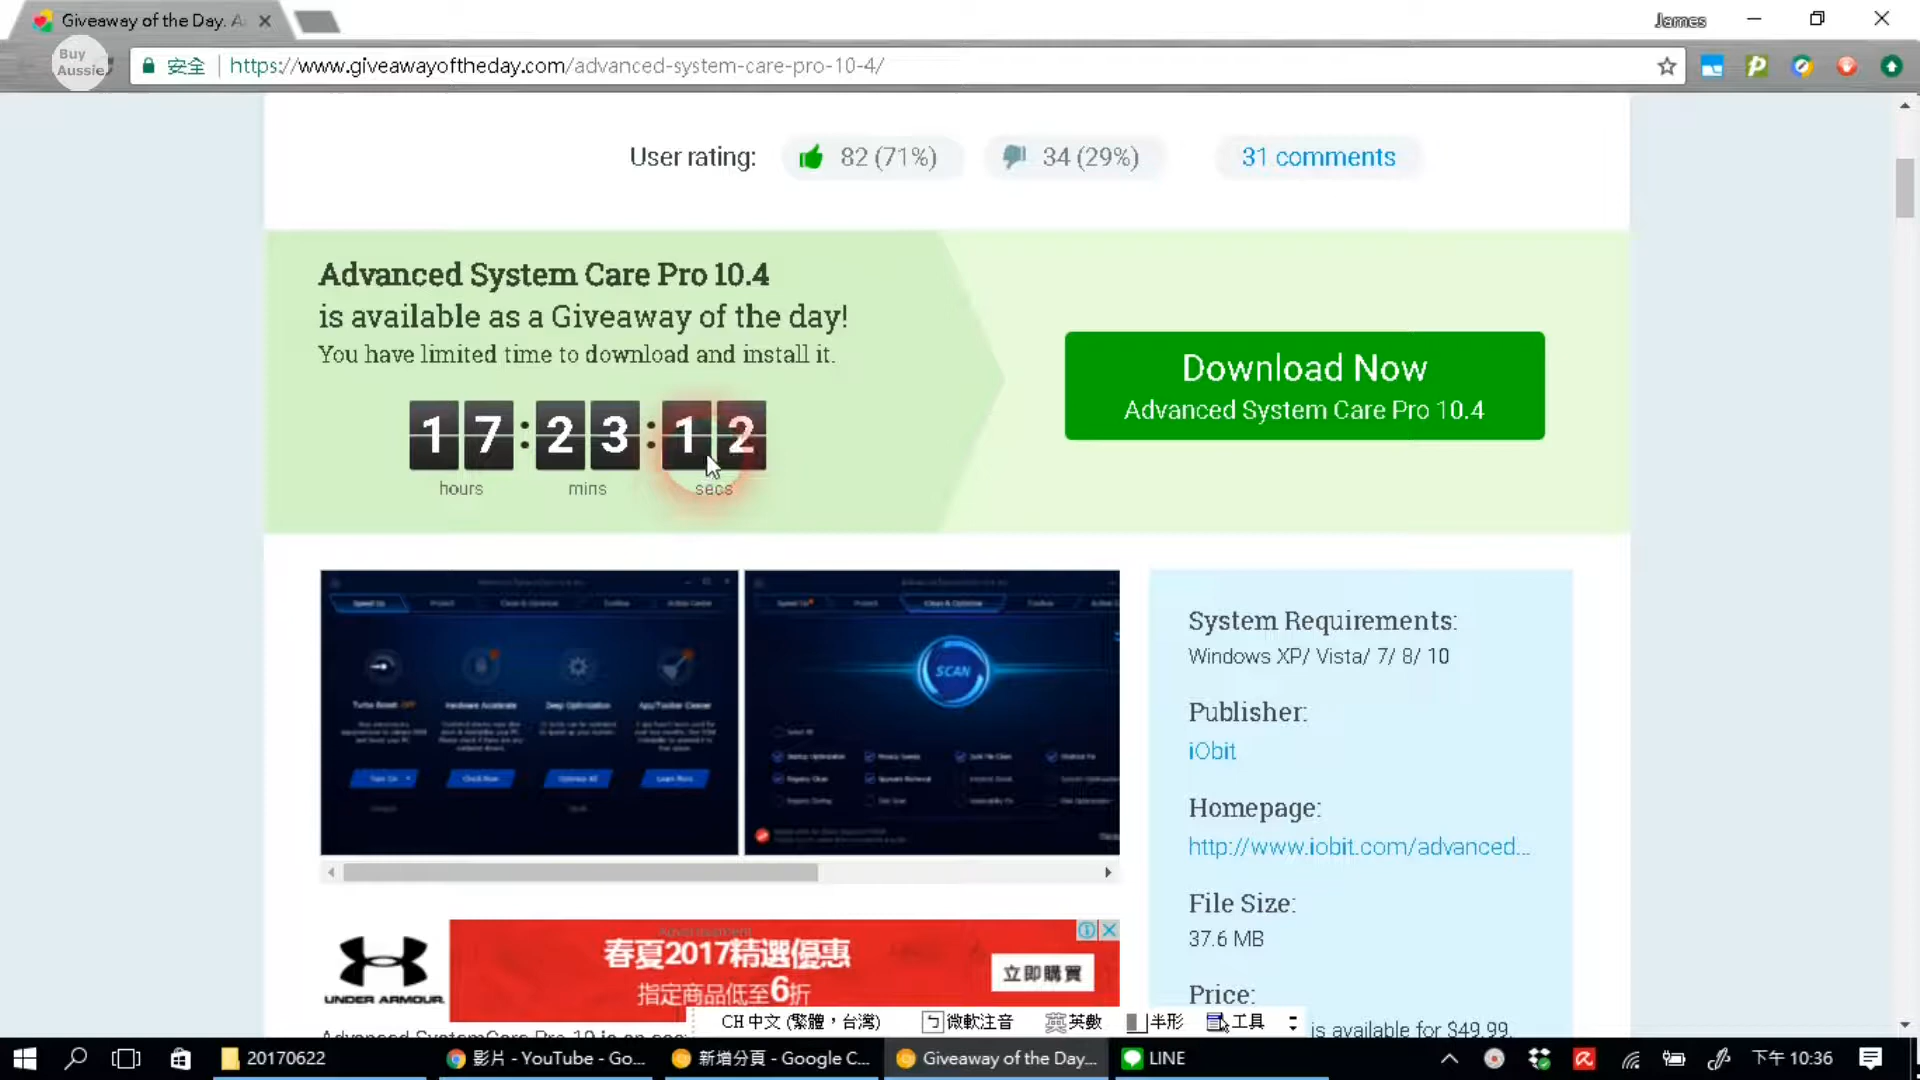 Giveaway of the Day. A
James
Buy
Aussie
安全
https://www.giveawayoftheday.com/advanced-system-care-pro-10-4/
User rating:
82 (71%)
34 (29%)
31 comments
Advanced System Care Pro 10.4
is available as a Giveaway of the day!
You have limited time to download and install it.
17:23:12
hours
mins
secs
Download Now
Advanced System Care Pro 10.4
SCAN
System Requirements:
Windows XP/ Vista/ 7/ 8/ 10
Publisher:
iObit
Homepage:
http://www.iobit.com/advanced...
File Size:
37.6 MB
Price:
is available for $49.99.
UNDER ARMOUR.
春夏2017精選優惠
指定商品低至6折
立即購買
CH 中文 (繁體,台灣)
微軟注音
英數
半形
工具
20170622
影片 - YouTube - Go...
新增分頁 - Google C...
Giveaway of the Day...
LINE
下午 10:36